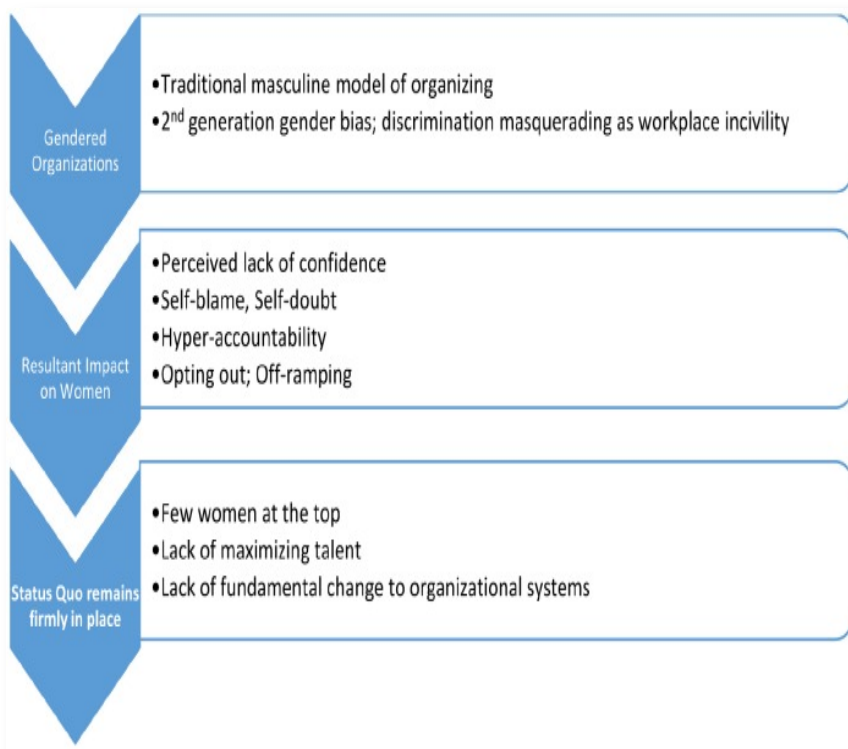 Gendered
Organizations
•Traditional masculine model of organizing
•2nd generation gender bias; discrimination masquerading as workplace incivility
Resultant Impact
on Women
•Perceived lack of confidence
•Self-blame, Self-doubt
•Hyper-accountability
•Opting out; Off-ramping
Status Quo remains
firmly in place
•Few women at the top
•Lack of maximizing talent
•Lack of fundamental change to organizational systems